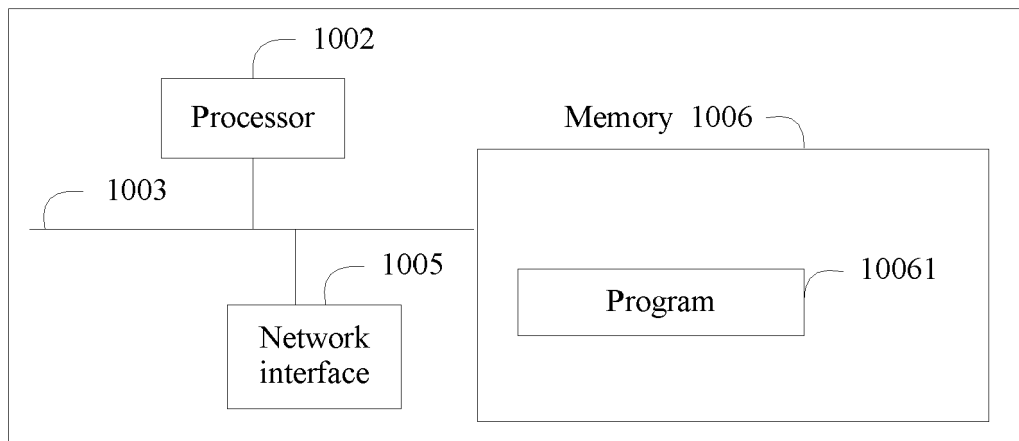 1002
Processor
Memory 1006
1003
1005
10061
Program
Network
interface